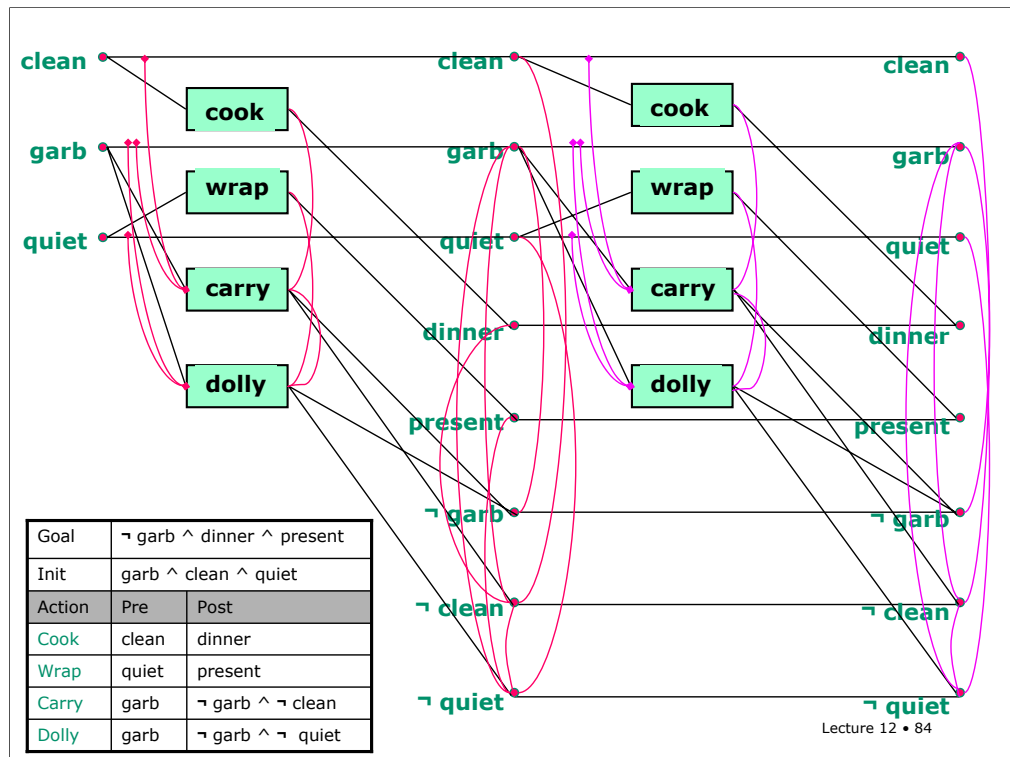 clean clean clean
cook cook
garb garb garb
wrap wrap
quiet quiet quiet
carry carry
dinner dinner
dolly dolly
present present
¬ garb ¬ garb
¬ clean ¬ clean
¬ quiet ¬ quiet
Goal ¬ garb ^ dinner ^ present
Init garb ^ clean ^ quiet
Action Pre Post
Cook clean dinner
Wrap quiet present
Carry garb ¬ garb ^ ¬ clean
Dolly garb ¬ garb ^ ¬ quiet
Lecture 12 • 84